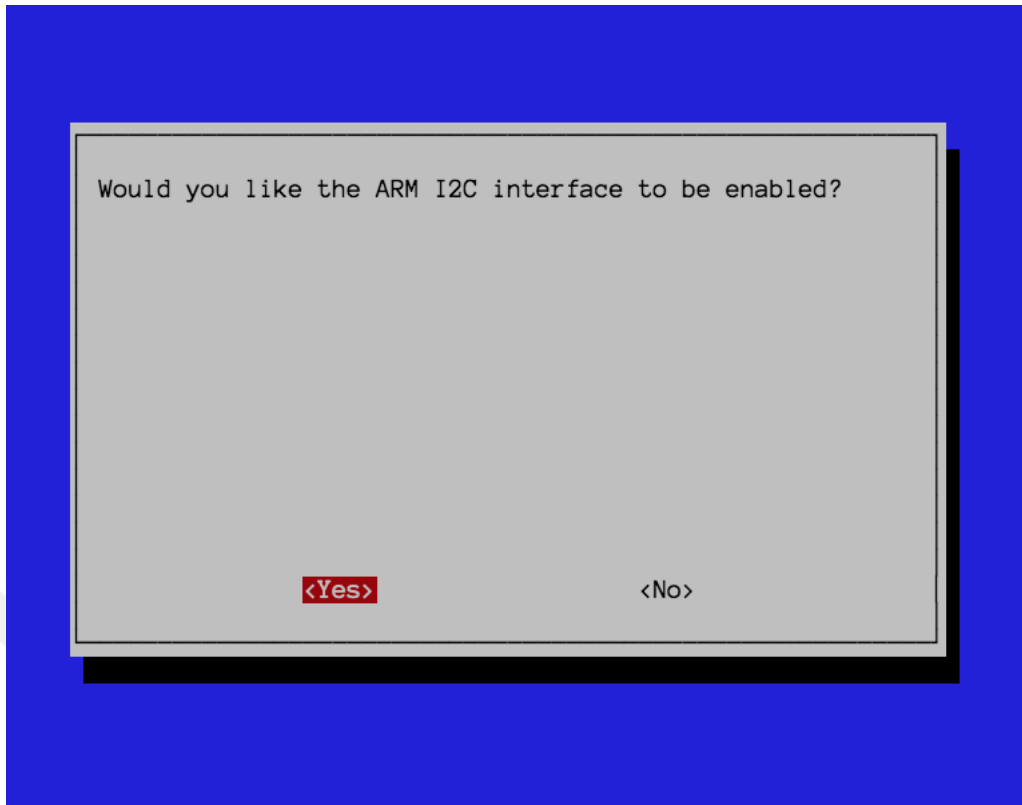 Would you like the ARM I2C interface to be enabled?
<Yes> <No>